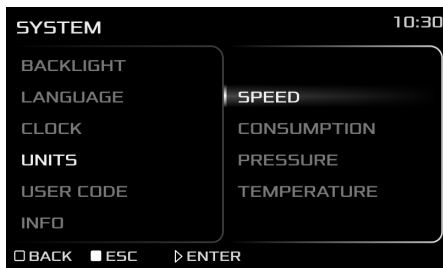 SYSTEM
10:30
BACKLIGHT
LANGUAGE
CLOCK
UNITS
USER CODE
INFO
SPEED
CONSUMPTION
PRESSURE
TEMPERATURE
BACK ESC ENTER